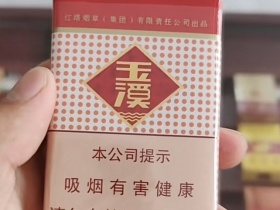 红塔烟草（集团）有限责任公司出品
玉溪
本公司提示
吸烟有害健康